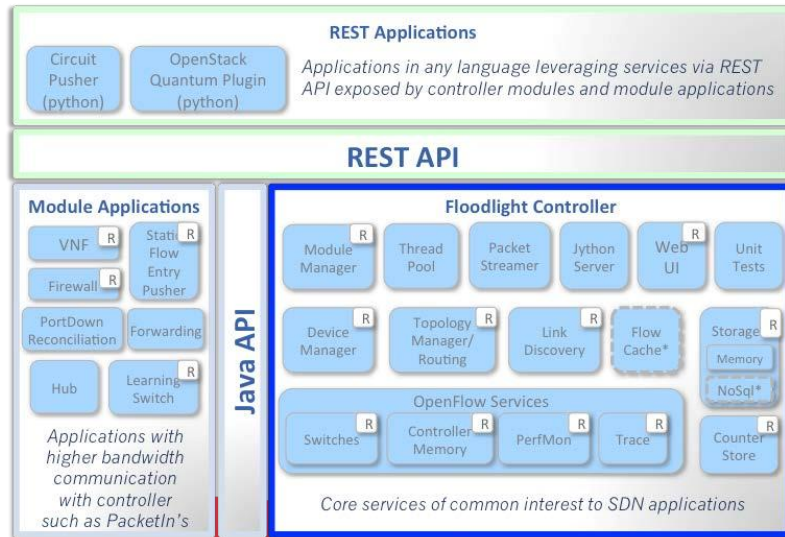 REST Applications
Circuit
Pusher
(python)
OpenStack
Quantum Plugin
(python)
Applications in any language leveraging services via REST
API exposed by controller modules and module applications
REST API
Module Applications
VNF
R
Static
R
Flow
Entry
Pusher
Firewall
R
PortDown
Reconciliation
Forwarding
Hub
Learning
Switch
R
Applications with
higher bandwidth
communication
with controller
such as PacketIn's
Java API
Floodlight Controller
Module
Manager
R
Thread
Pool
Packet
Streamer
Jython
Server
Web
UI
R
Unit
Tests
Device
Manager
R
Topology
Manager/
Routing
R
Link
Discovery
R
Flow
Cache*
R
Storage
R
Memory
NoSql*
OpenFlow Services
Switches
R
Controller
Memory
R
PerfMon
R
Trace
R
Counter
Store
R
Core services of common interest to SDN applications